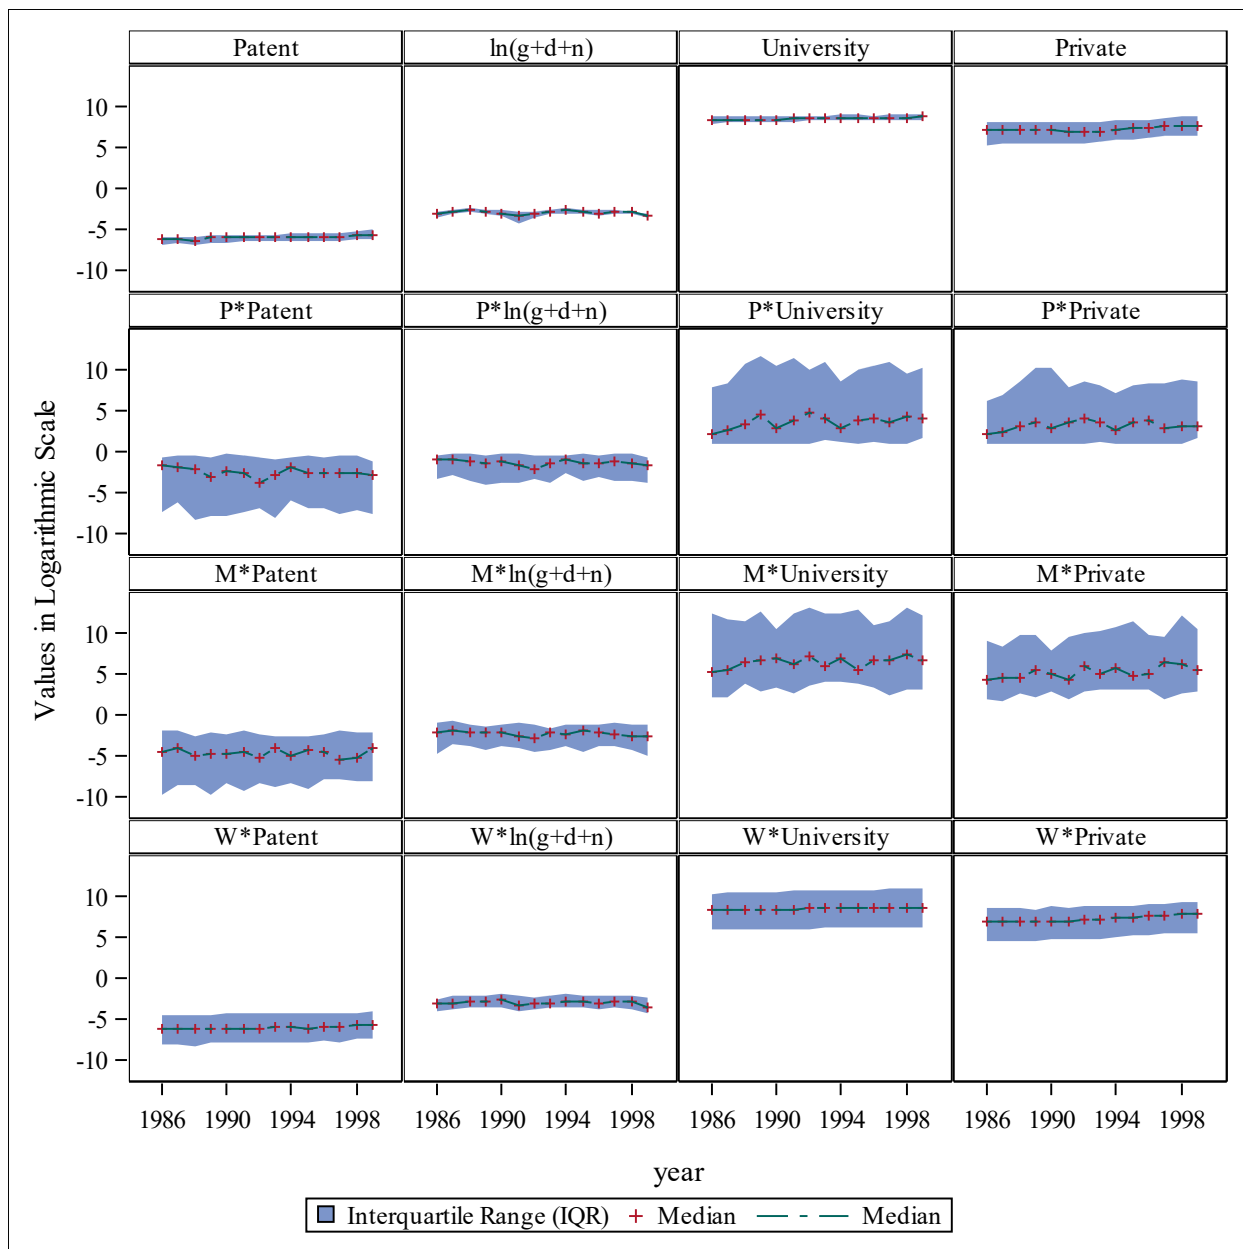 Patent ln(g+d+n) University Private
10
5
0
-5
-10
P*Patent P*ln(g+d+n) P*University P*Private
10
5
0
-5
-10
M*Patent M*ln(g+d+n) M*University M*Private
10
5
0
-5
-10
W*Patent W*ln(g+d+n) W*University W*Private
10
5
0
-5
-10
Values in Logarithmic Scale
1986 1990 1994 1998 1986 1990 1994 1998 1986 1990 1994 1998 1986 1990 1994 1998
year
Interquartile Range (IQR) Median Median